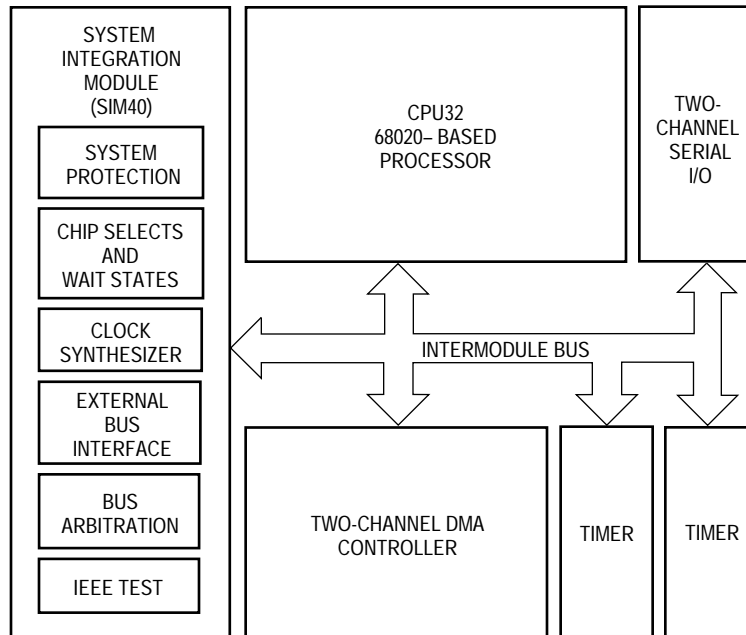 SYSTEM
INTEGRATION
MODULE
(SIM40)
SYSTEM
PROTECTION
CHIP SELECTS
AND
WAIT STATES
CLOCK
SYNTHESIZER
EXTERNAL
BUS
INTERFACE
BUS
ARBITRATION
IEEE TEST
CPU32
68020– BASED
PROCESSOR
TWO-
CHANNEL
SERIAL
I/O
INTERMODULE BUS
TWO-CHANNEL DMA
CONTROLLER
TIMER
TIMER